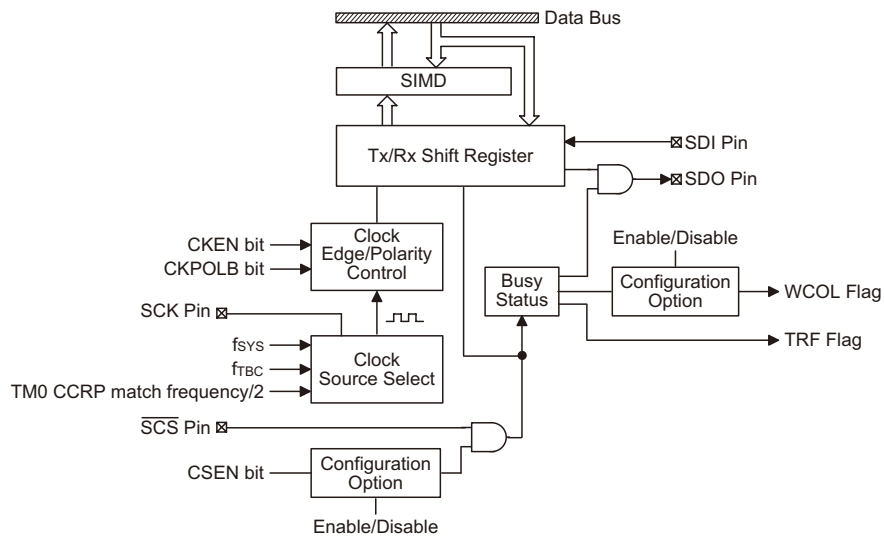 Data Bus
SIMD
Tx/Rx Shift Register
SDI Pin
SDO Pin
CKEN bit
CKPOLB bit
Clock
Edge/Polarity
Control
Enable/Disable
Busy
Status
Configuration
Option
WCOL Flag
TRF Flag
SCK Pin
fSYS
fTBC
TM0 CCRP match frequency/2
Clock
Source Select
SCS Pin
CSEN bit
Configuration
Option
Enable/Disable